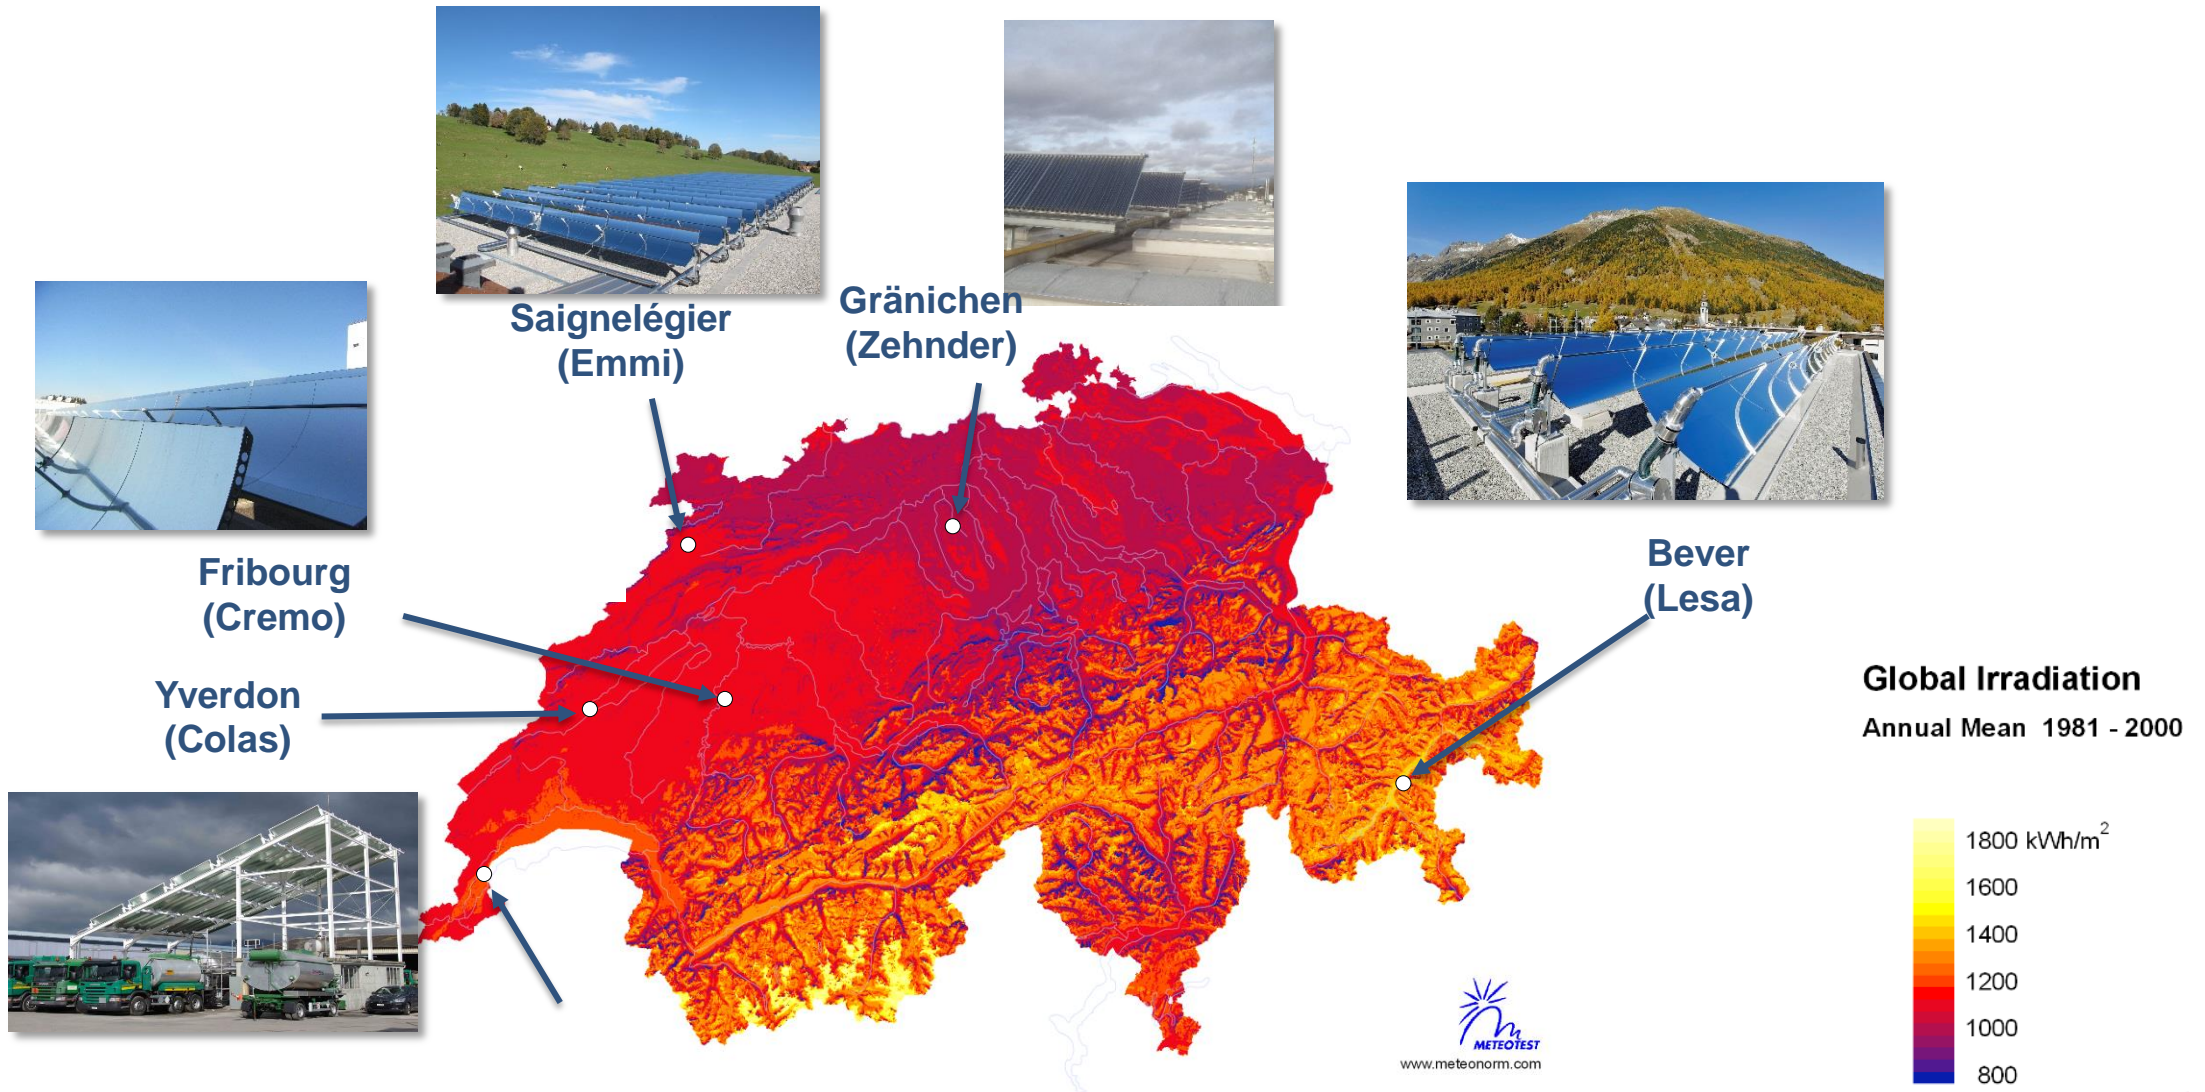 Saignelégier
(Emmi)
Gränichen
(Zehnder)
Fribourg
(Cremo)
Yverdon
(Colas)
Bever
(Lesa)
Global Irradiation
Annual Mean 1981 - 2000
1800 kWh/m²
1600
1400
1200
1000
800
METEOTEST
www.meteonorm.com